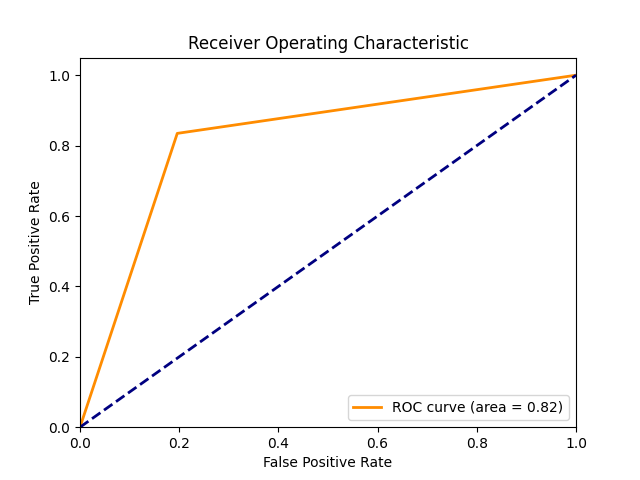 Receiver Operating Characteristic
True Positive Rate
1.0
0.8
0.6
0.4
0.2
0.0
0.0 0.2 0.4 0.6 0.8 1.0
False Positive Rate
ROC curve (area = 0.82)